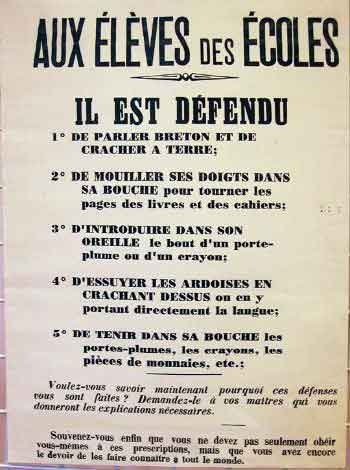 AUX ÉLÈVES DES ÉCOLES
IL EST DÉFENDU
1° DE PARLER BRETON ET DE
CRACHER A TERRE;
2° DE MOUILLER SES DOIGTS DANS
SA BOUCHE pour tourner les
pages des livres et des cahiers;
3° D'INTRODUIRE DANS SON
OREILLE le bout d'un porte-
plume ou d'un crayon;
4° D'ESSUYER LES ARDOISES EN
CRACHANT DESSUS ou en y
portant directement la langue;
5° DE TENIR DANS SA BOUCHE les
portes-plumes, les crayons, les
pièces de monnaies, etc.;
Voulez-vous savoir maintenant pourquoi ces défenses
vous sont faites? Demandez-le à vos maîtres qui vous
donneront les explications nécessaires.
Souvenez-vous enfin que vous ne devez pas seulement obéir
vous-mêmes à ces prescriptions, mais que vous avez encore
le devoir de les faire connaître à tout le monde.